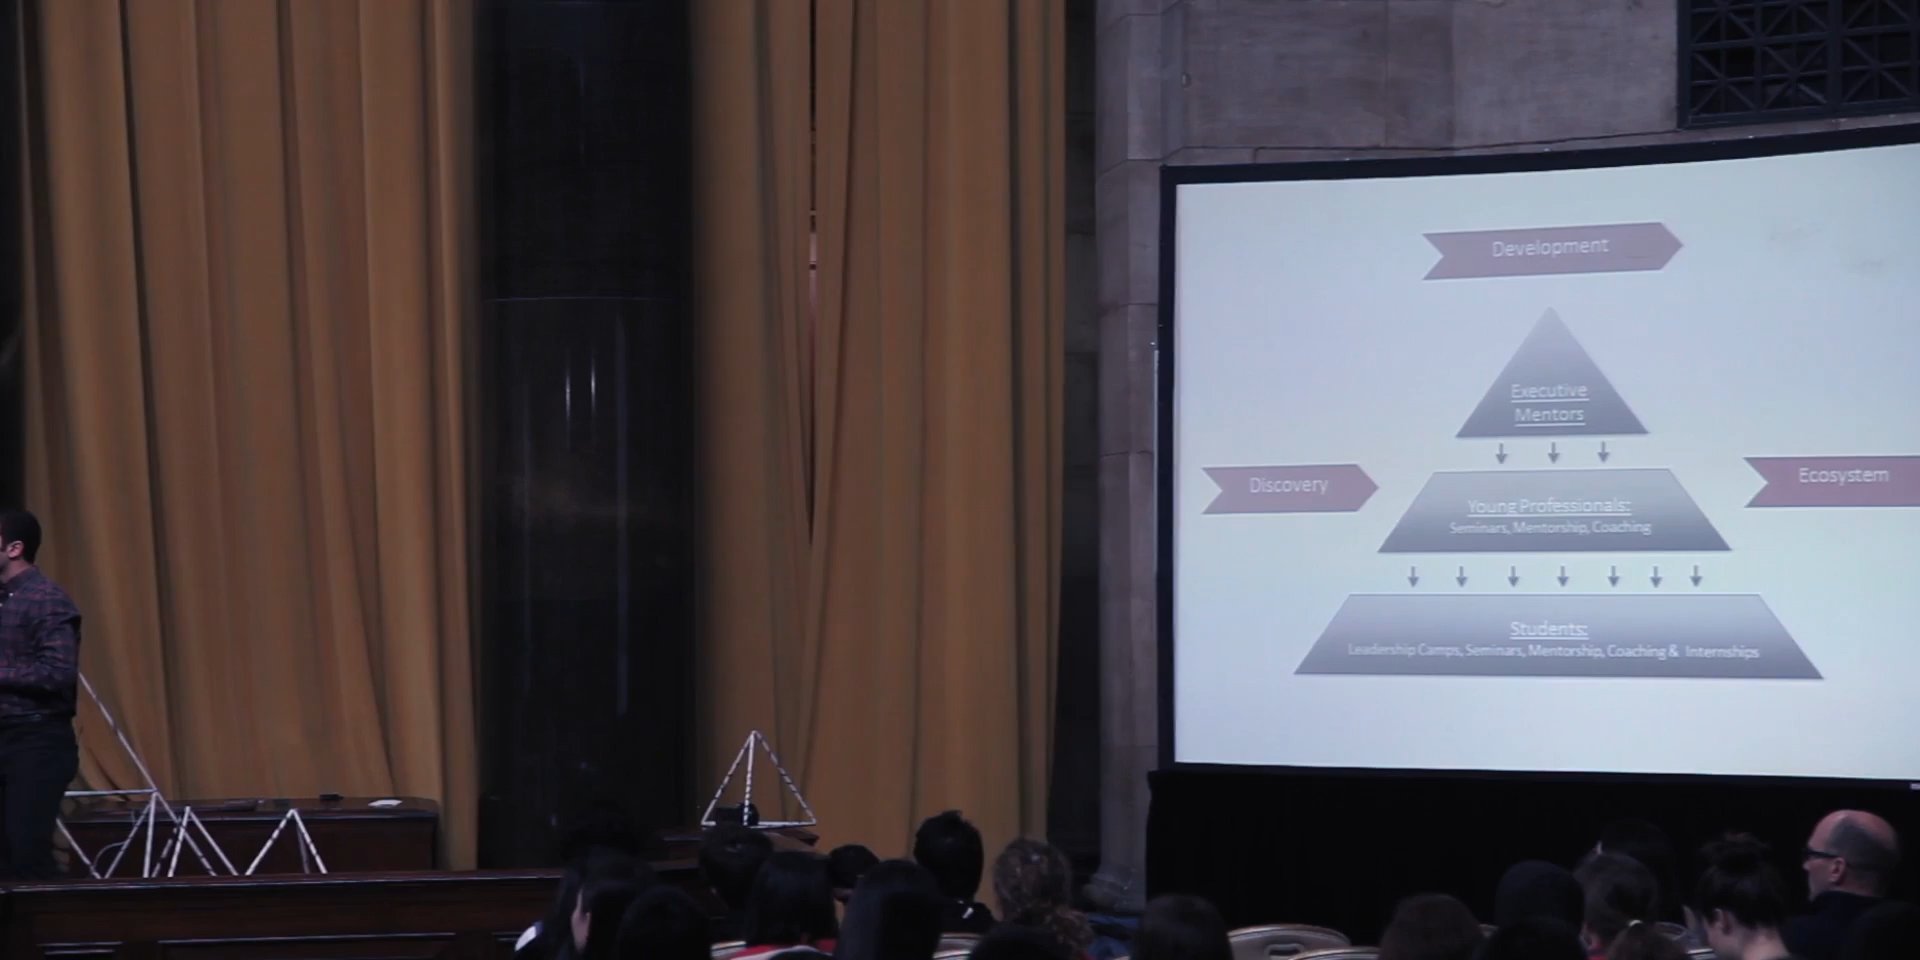 Development
Executive
Mentors
Discovery
Ecosystem
Young Professionals:
Seminars, Mentorship, Coaching
Students:
Leadership Camps, Seminars, Mentorship, Coaching & Internships